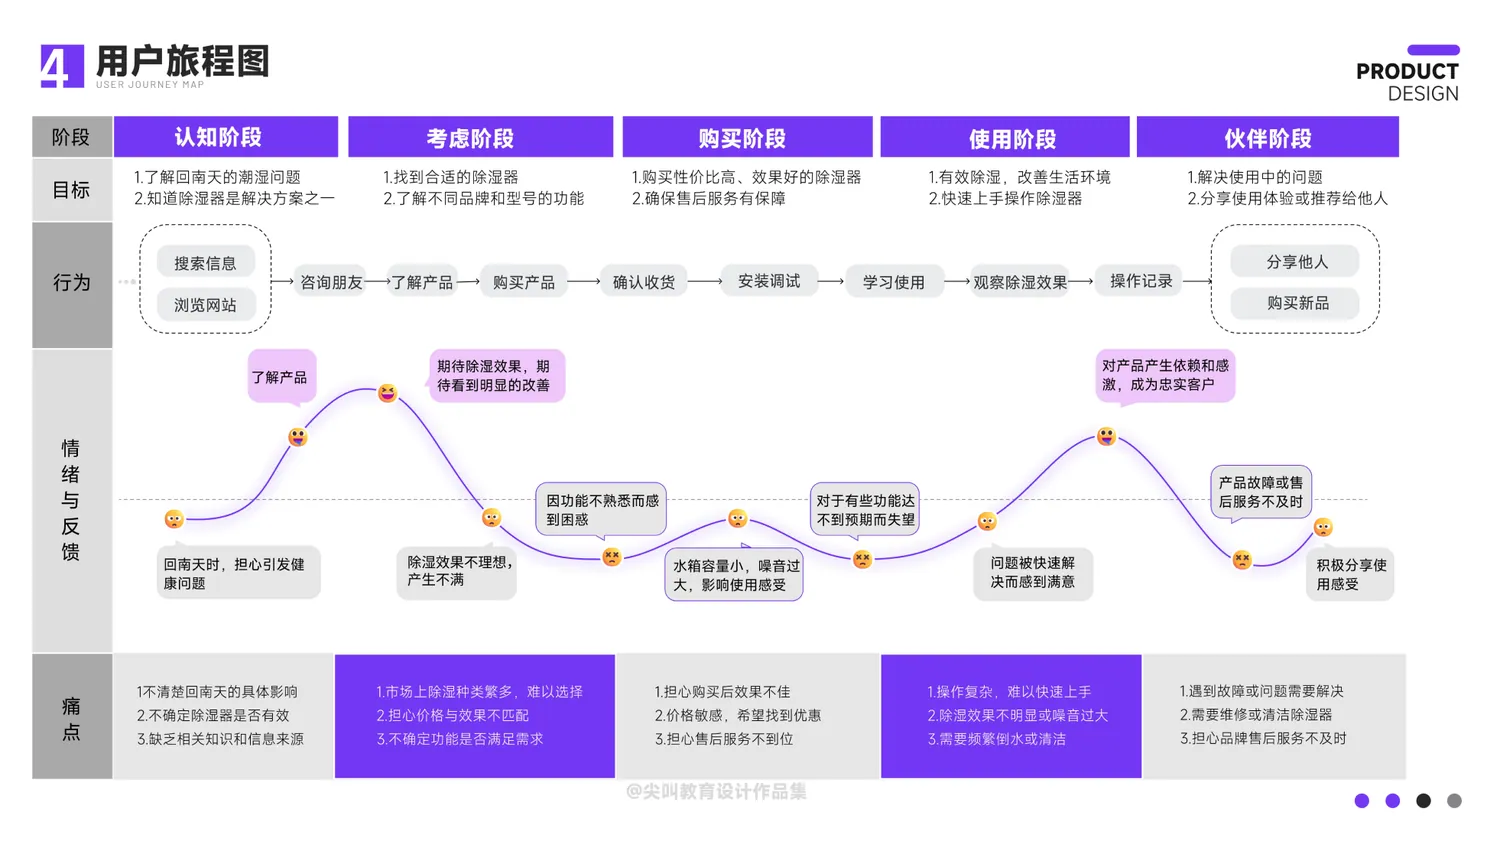 4
用户旅程图
USER JOURNEY MAP
PRODUCT
DESIGN
阶段
认知阶段
考虑阶段
购买阶段
使用阶段
伙伴阶段
目标
1.了解回南天的潮湿问题
2.知道除湿器是解决方案之一
1.找到合适的除湿器
2.了解不同品牌和型号的功能
1.购买性价比高、效果好的除湿器
2.确保售后服务有保障
1.有效除湿，改善生活环境
2.快速上手操作除湿器
1.解决使用中的问题
2.分享使用体验或推荐给他人
行为
搜索信息
浏览网站
咨询朋友
了解产品
购买产品
确认收货
安装调试
学习使用
观察除湿效果
操作记录
分享他人
购买新品
情绪与反馈
了解产品
期待除湿效果，期
待看到明显的改善
对产品产生依赖和感
激，成为忠实客户
因功能不熟悉而感
到困惑
对于有些功能达
不到预期而失望
产品故障或售
后服务不及时
回南天时，担心引发健
康问题
除湿效果不理想，
产生不满
水箱容量小，噪音过
大，影响使用感受
问题被快速解
决而感到满意
积极分享使
用感受
痛点
1不清楚回南天的具体影响
2.不确定除湿器是否有效
3.缺乏相关知识和信息来源
1.市场上除湿种类繁多，难以选择
2.担心价格与效果不匹配
3.不确定功能是否满足需求
1.担心购买后效果不佳
2.价格敏感，希望找到优惠
3.担心售后服务不到位
1.操作复杂，难以快速上手
2.除湿效果不明显或噪音过大
3.需要频繁倒水或清洁
1.遇到故障或问题需要解决
2.需要维修或清洁除湿器
3.担心品牌售后服务不及时
@尖叫教育设计作品集